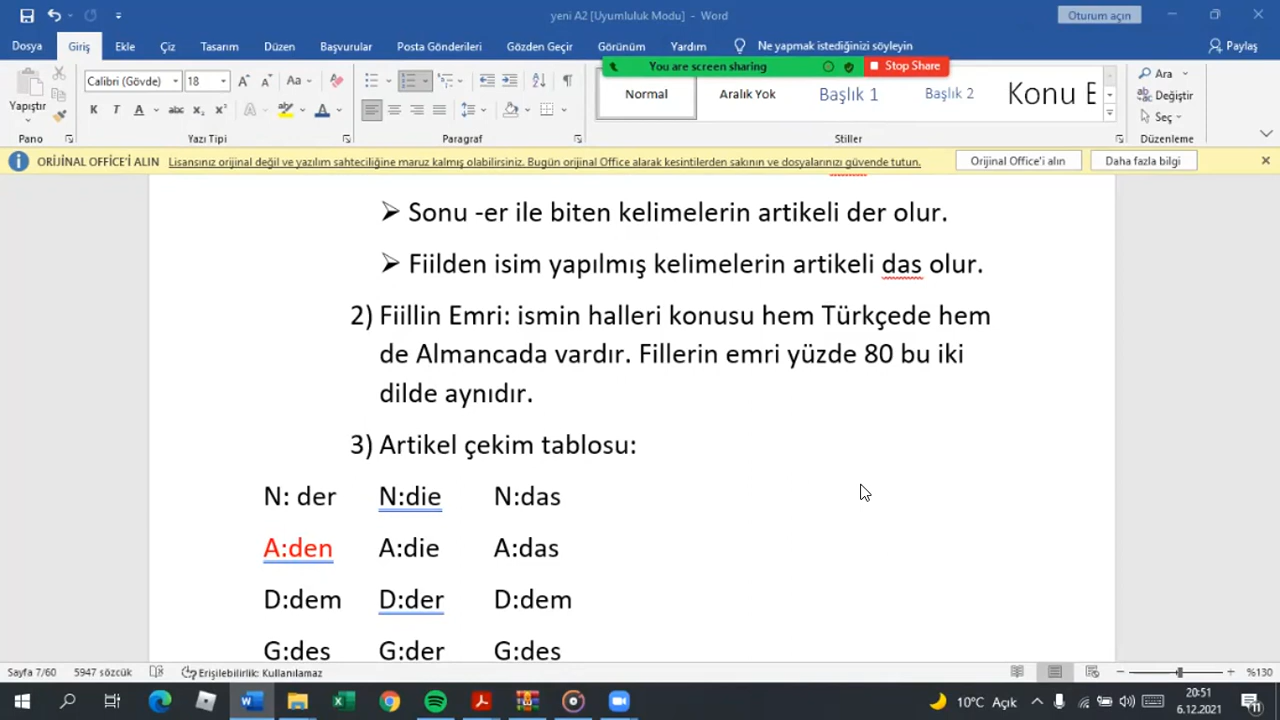 yeni A2 [Uyumluluk Modu] - Word
Oturum açın
Dosya Giriş Ekle Çiz Tasarım Düzen Başvurular Posta Gönderileri Gözden Geçir Görünüm Yardım Ne yapmak istediğinizi söyleyin Paylaş
You are screen sharing Stop Share
Calibri (Gövde) 18
Yapıştır
Normal Aralık Yok Başlık 1 Başlık 2 Konu E
Ara
Değiştir
Seç
Pano Yazı Tipi Paragraf Stiller Düzenleme
ORİJİNAL OFFICE'İ ALIN Lisansınız orijinal değil ve yazılım sahteciliğine maruz kalmış olabilirsiniz. Bugün orijinal Office alarak kesintilerden sakının ve dosyalarınızı güvende tutun. Orijinal Office'i alın Daha fazla bilgi
➢ Sonu -er ile biten kelimelerin artikeli der olur.
➢ Fiilden isim yapılmış kelimelerin artikeli das olur.
2) Fiillin Emri: ismin halleri konusu hem Türkçede hem
de Almancada vardır. Fillerin emri yüzde 80 bu iki
dilde aynıdır.
3) Artikel çekim tablosu:
N: der N:die N:das
A:den A:die A:das
D:dem D:der D:dem
G:des G:der G:des
Sayfa 7/60 5947 sözcük Erişilebilirlik: Kullanılamaz %130
10°C Açık 20:51
6.12.2021
11